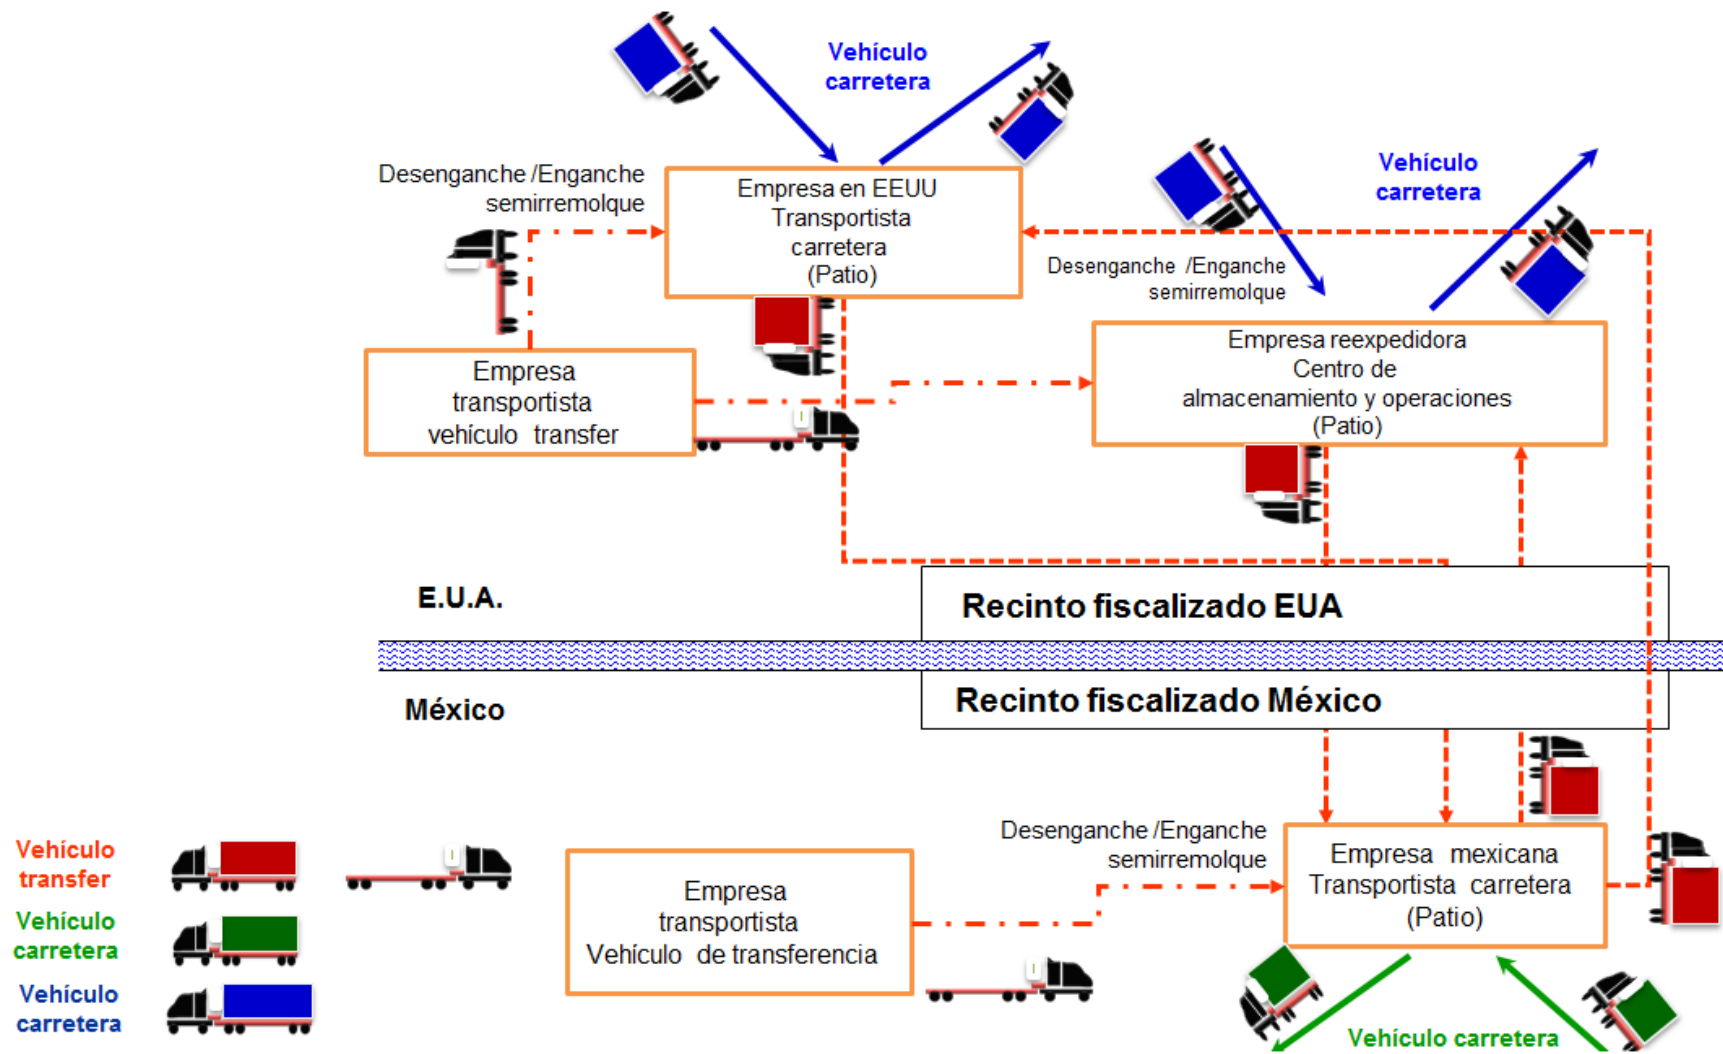 Vehículo
carretera
Desenganche /Enganche
semirremolque
Empresa en EEUU
Transportista
carretera
(Patio)
Vehículo
carretera
Desenganche /Enganche
semirremolque
Empresa
transportista
vehículo transfer
Empresa reexpedidora
Centro de
almacenamiento y operaciones
(Patio)
E.U.A.
Recinto fiscalizado EUA
México
Recinto fiscalizado México
Desenganche /Enganche
semirremolque
Empresa mexicana
Transportista carretera
(Patio)
Empresa
transportista
Vehículo de transferencia
Vehículo
transfer
Vehículo
carretera
Vehículo
carretera
Vehículo carretera